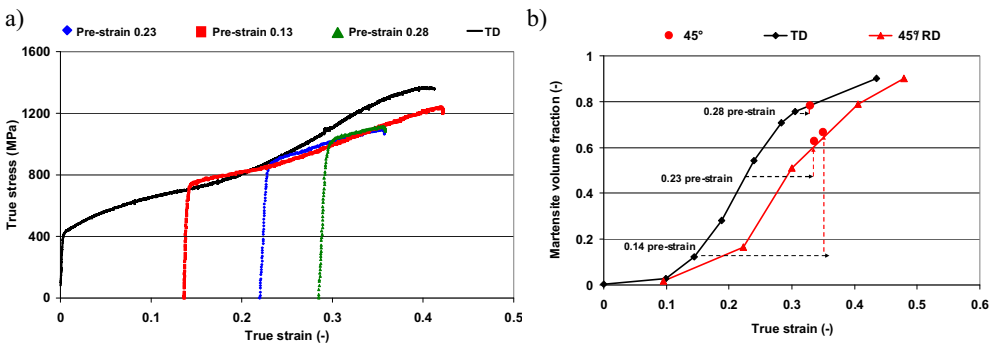 a)
Pre-strain 0.23 Pre-strain 0.13 Pre-strain 0.28 TD
1600
1200
800
400
0
True stress (MPa)
0 0.1 0.2 0.3 0.4 0.5
True strain (-)
b)
45° TD 45°/ RD
1
0.8
0.6
0.4
0.2
0
Martensite volume fraction (-)
0.28 pre-strain
0.23 pre-strain
0.14 pre-strain
0 0.1 0.2 0.3 0.4 0.5 0.6
True strain (-)